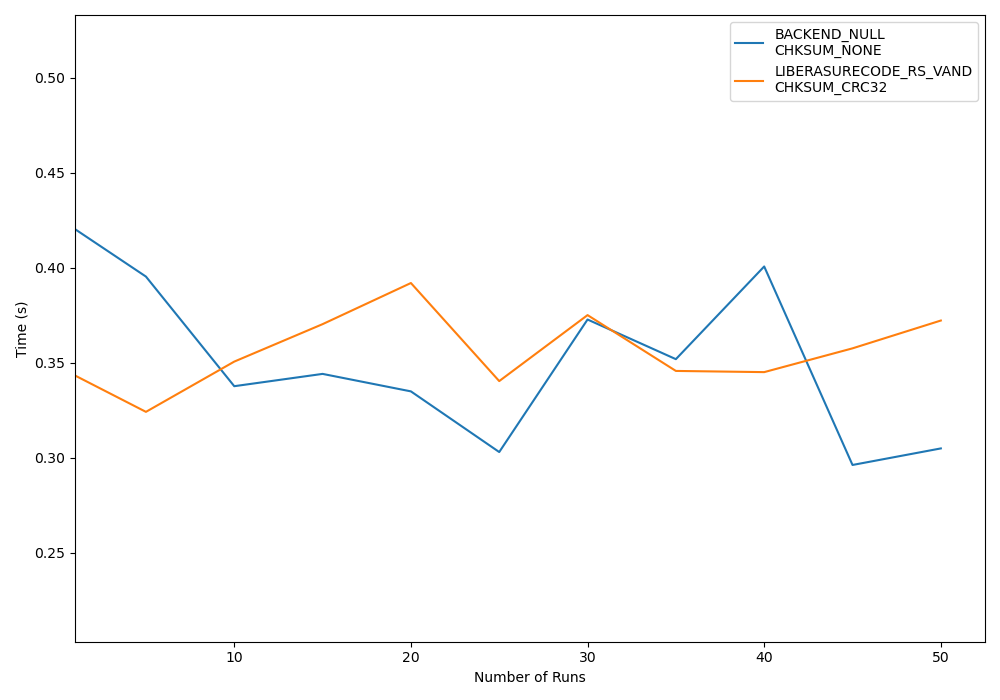 BACKEND_NULL
CHKSUM_NONE
LIBERASURECODE_RS_VAND
CHKSUM_CRC32
0.50
0.45
0.40
0.35
0.30
0.25
Time (s)
10 20 30 40 50
Number of Runs